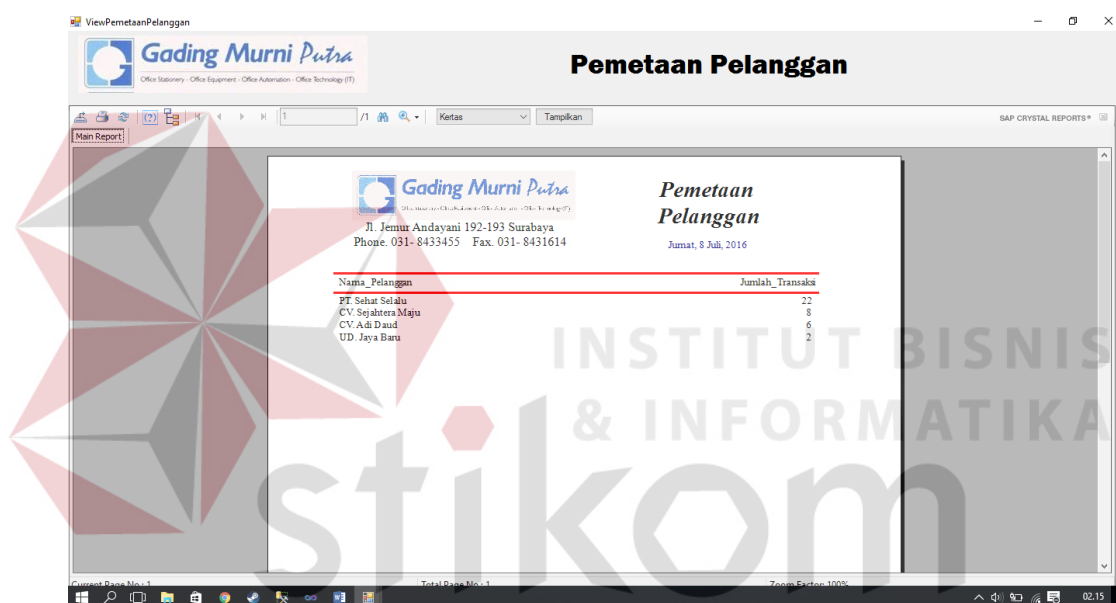 ViewPemetaanPelanggan
Gading Murni Putra
Office Stationery - Office Equipment - Office Automation - Office Technology (IT)
Pemetaan Pelanggan
1 /1 Kertas Tampilkan SAP CRYSTAL REPORTS®
Main Report
Gading Murni Putra
Pemetaan
Pelanggan
Jl. Jemur Andayani 192-193 Surabaya
Phone. 031- 8433455 Fax. 031- 8431614
Jumat, 8 Juli, 2016
Nama_Pelanggan Jumlah_Transaksi
PT. Sehat Selalu 22
CV. Sejahtera Maju 8
CV. Adi Daud 6
UD. Jaya Baru 2
INSTITUT BISNIS
& INFORMATIKA
stikom
Current Page No.: 1 Total Page No.: 1 Zoom Factor: 100%
02.15